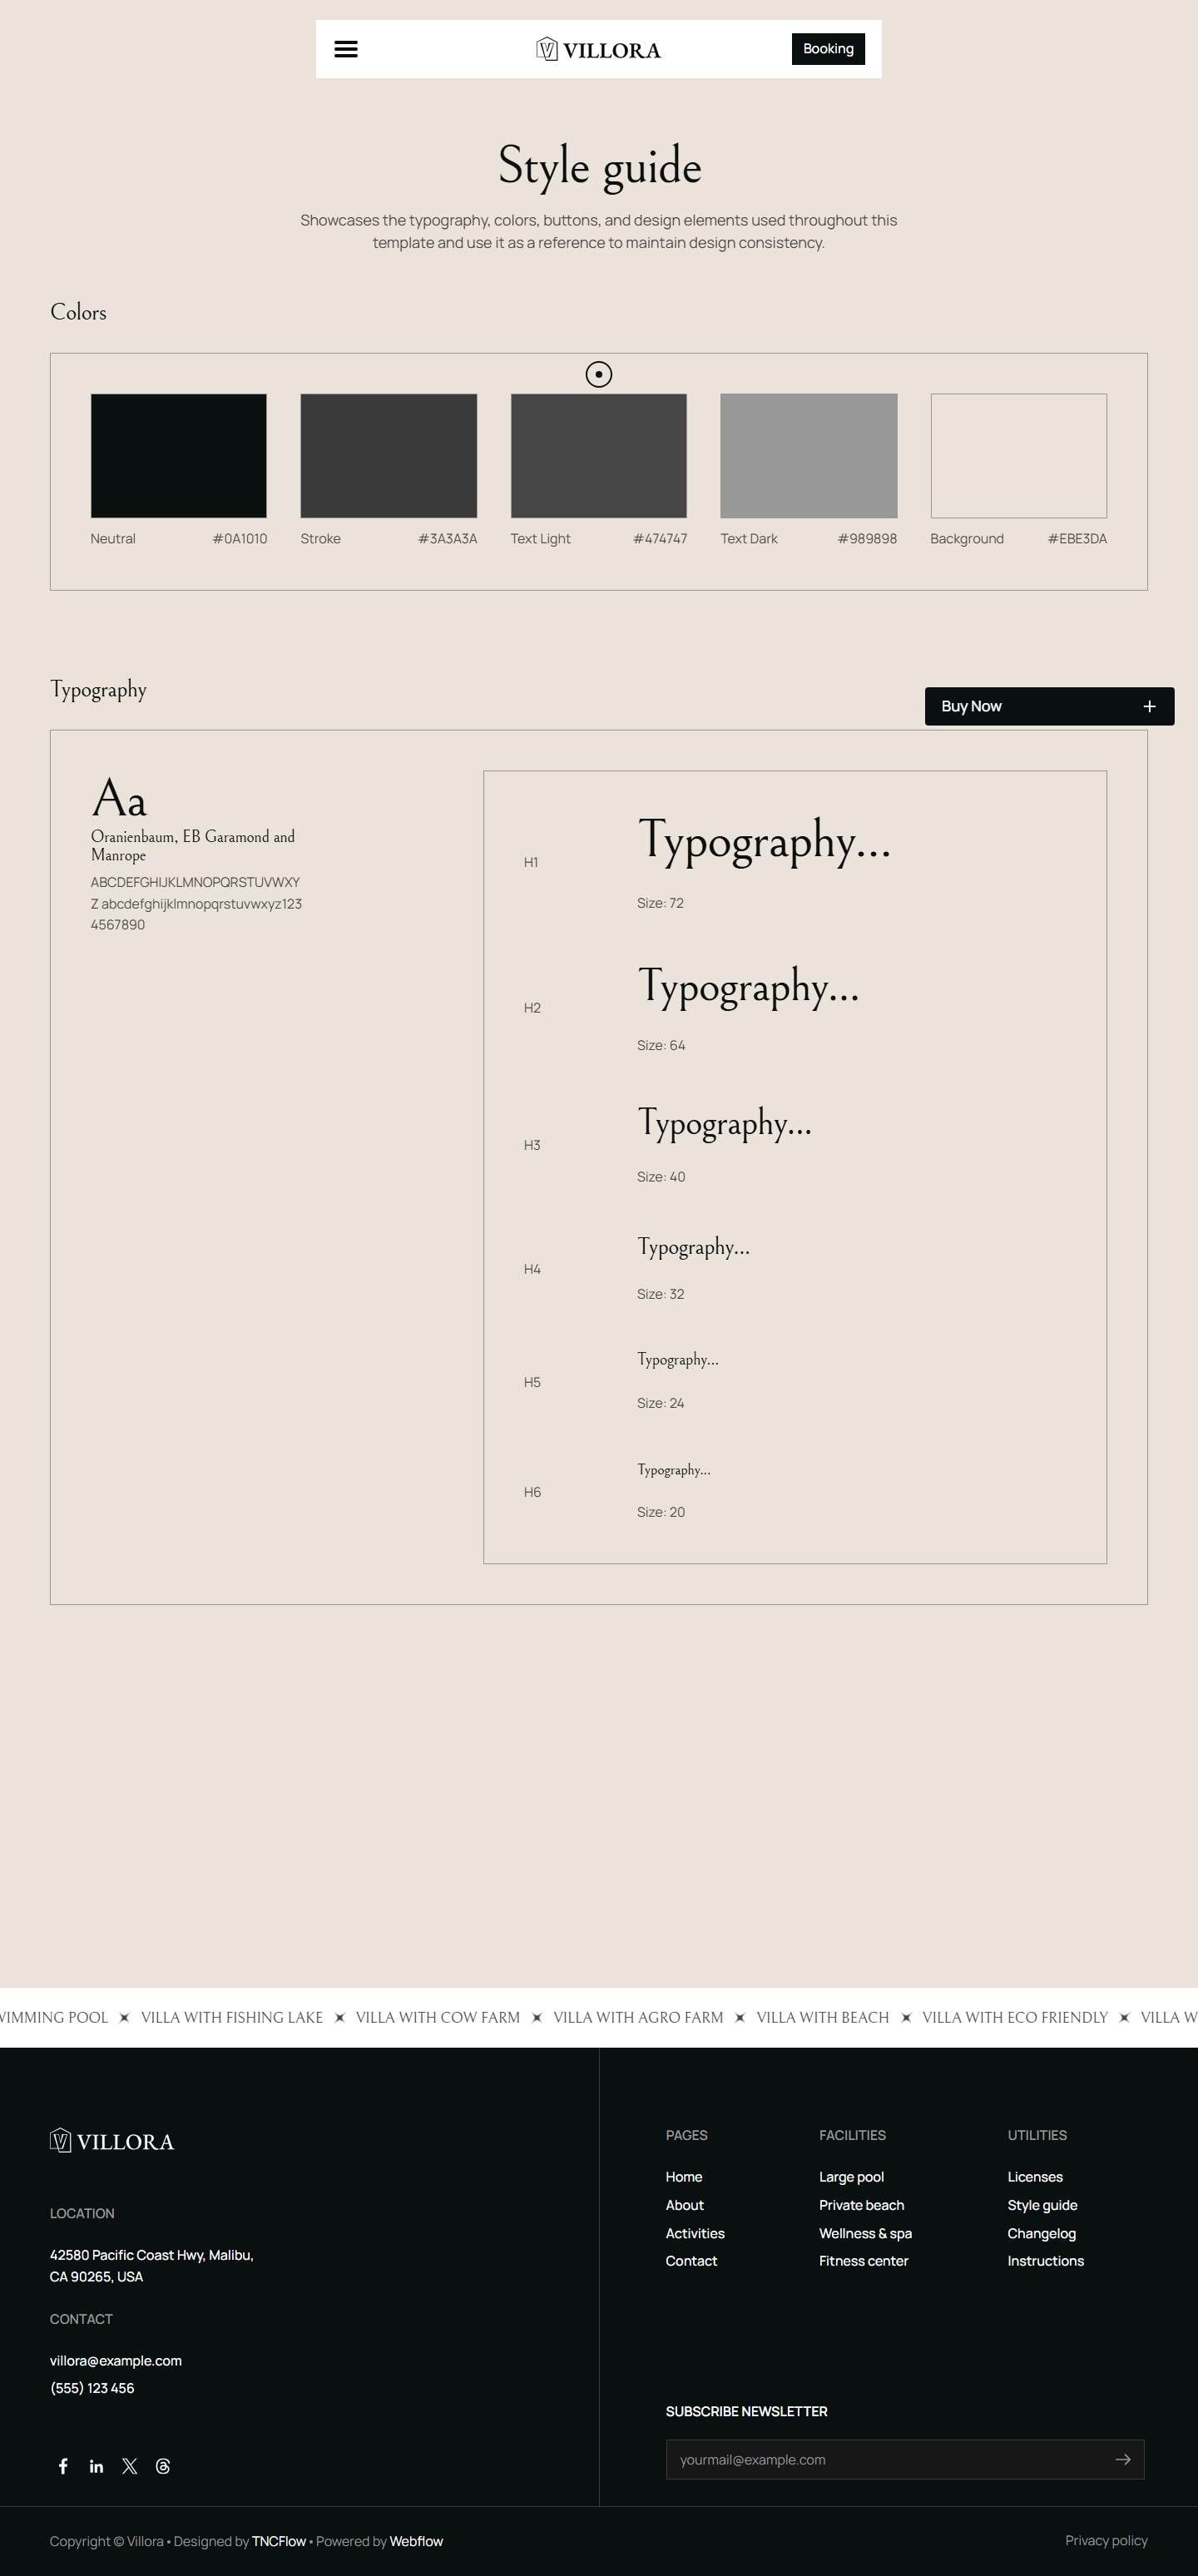 VILLORA
Booking
Style guide
Showcases the typography, colors, buttons, and design elements used throughout this
template and use it as a reference to maintain design consistency.
Colors
Neutral #0A1010
Stroke #3A3A3A
Text Light #474747
Text Dark #989898
Background #EBE3DA
Typography
Buy Now
Aa
Oranienbaum, EB Garamond and
Manrope
ABCDEFGHIJKLMNOPQRSTUVWXY
Z abcdefghijklmnopqrstuvwxyz123
4567890
H1
Typography...
Size: 72
H2
Typography...
Size: 64
H3
Typography...
Size: 40
H4
Typography...
Size: 32
H5
Typography...
Size: 24
H6
Typography...
Size: 20
WIMMING POOL VILLA WITH FISHING LAKE VILLA WITH COW FARM VILLA WITH AGRO FARM VILLA WITH BEACH VILLA WITH ECO FRIENDLY VILLA W
VILLORA
LOCATION
42580 Pacific Coast Hwy, Malibu,
CA 90265, USA
CONTACT
villora@example.com
(555) 123 456
PAGES
Home
About
Activities
Contact
FACILITIES
Large pool
Private beach
Wellness & spa
Fitness center
UTILITIES
Licenses
Style guide
Changelog
Instructions
SUBSCRIBE NEWSLETTER
yourmail@example.com
Copyright © Villora • Designed by TNCFlow • Powered by Webflow
Privacy policy